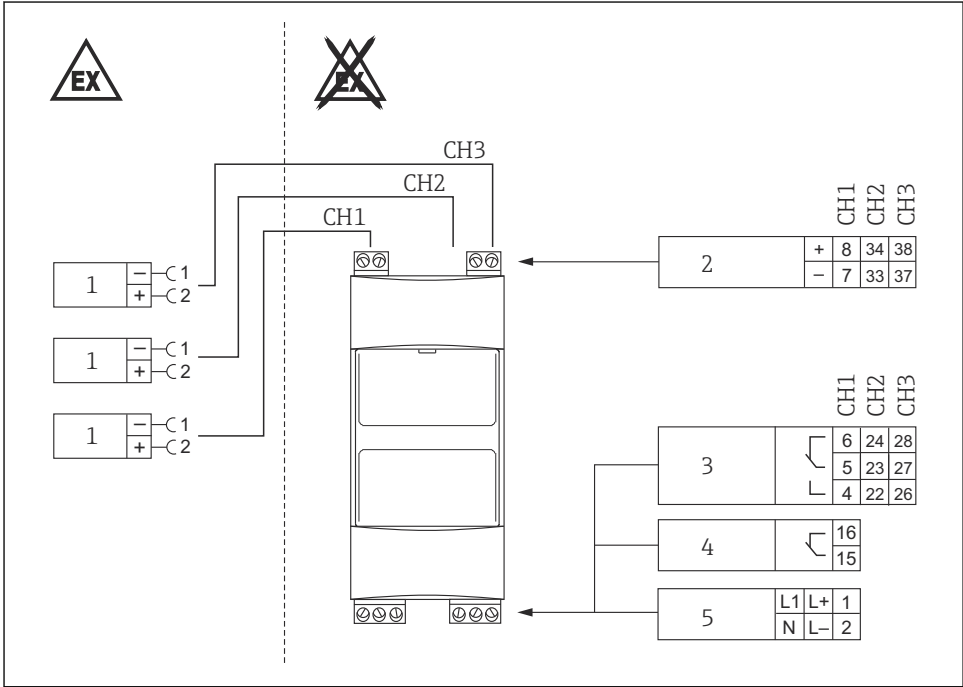 EX
EX
CH3
CH2
CH1
1 − 1
+ 2
1 − 1
+ 2
1 − 1
+ 2
CH1 CH2 CH3
2 + 8 34 38
− 7 33 37
CH1 CH2 CH3
3 6 24 28
5 23 27
4 22 26
4 16
15
5 L1 L+ 1
N L− 2